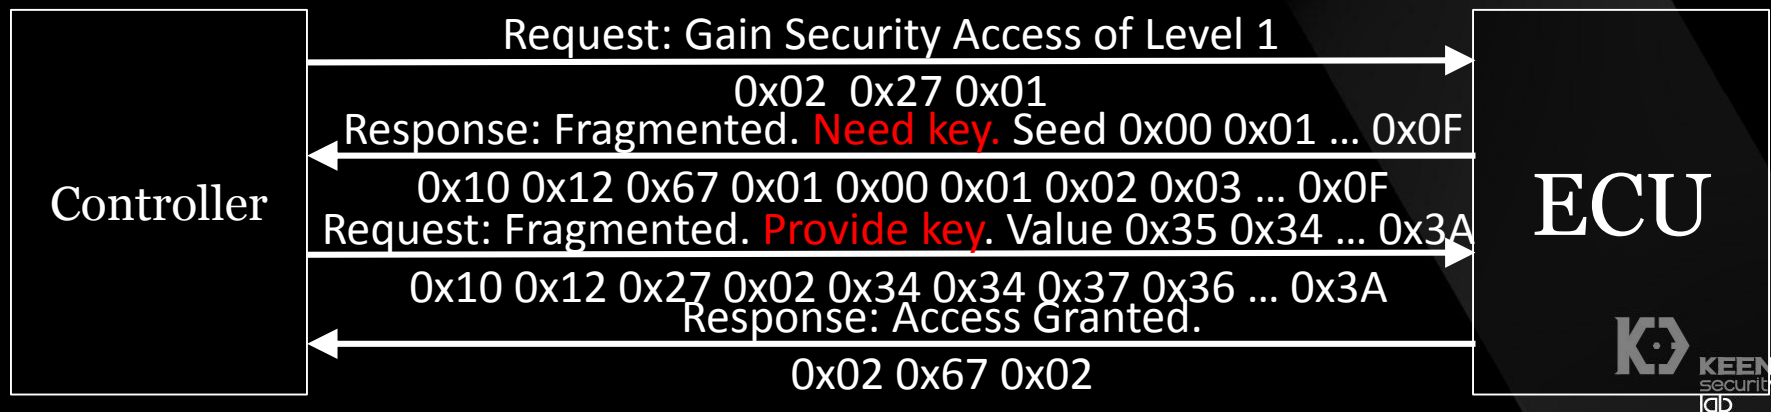 Request: Gain Security Access of Level 1
0x02 0x27 0x01
Response: Fragmented. Need key. Seed 0x00 0x01 ... 0x0F
0x10 0x12 0x67 0x01 0x00 0x01 0x02 0x03 ... 0x0F
Controller
ECU
Request: Fragmented. Provide key. Value 0x35 0x34 ... 0x3A
0x10 0x12 0x27 0x02 0x34 0x34 0x37 0x36 ... 0x3A
Response: Access Granted.
0x02 0x67 0x02
KEEN
securit
lab